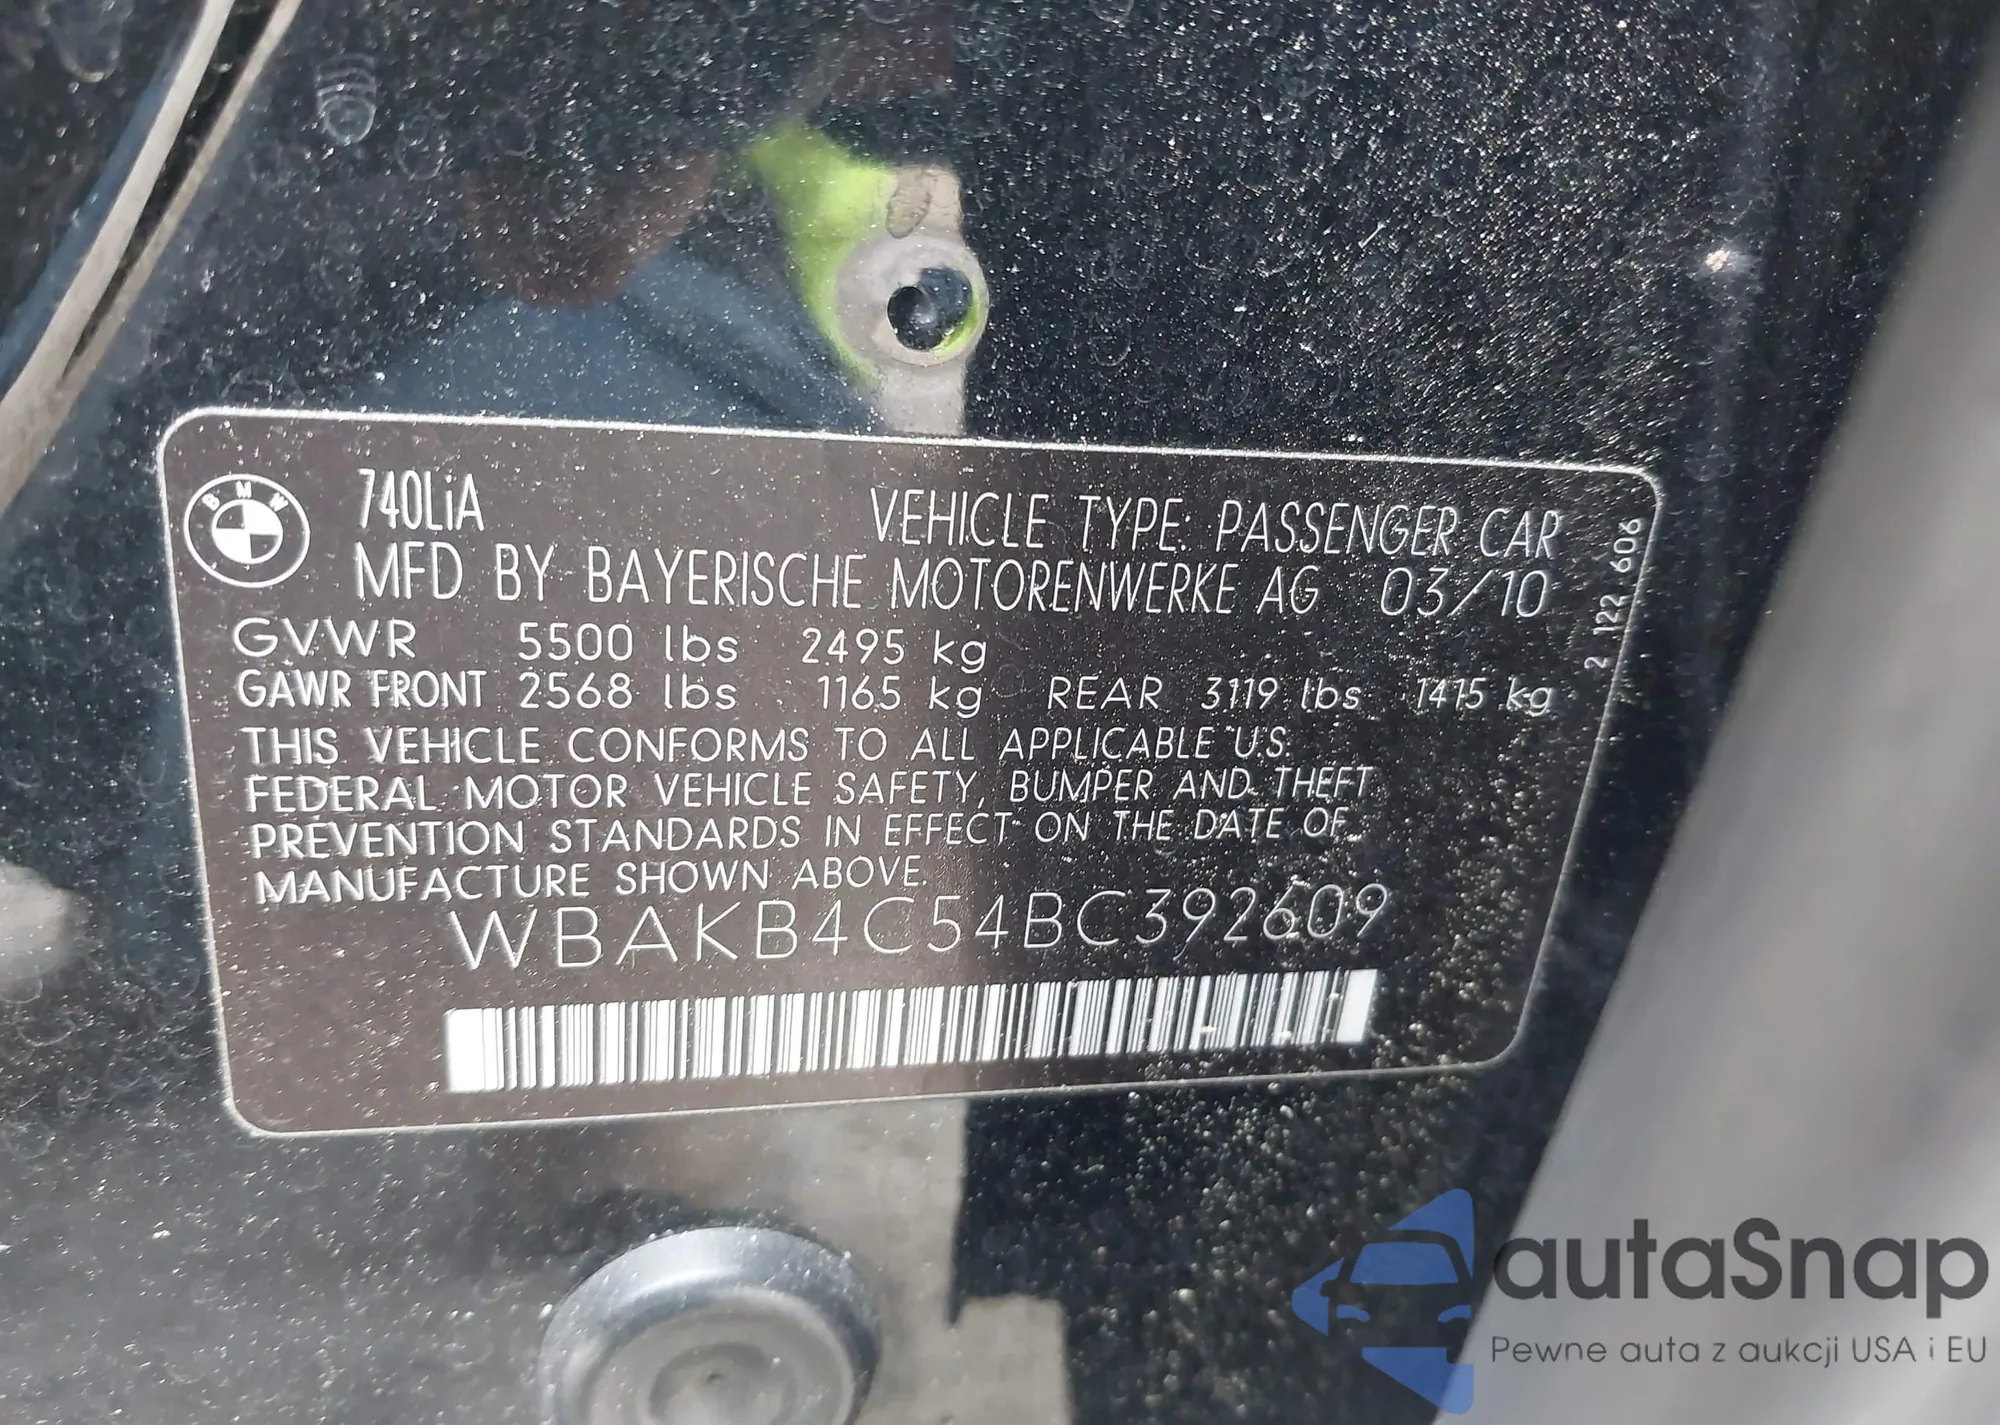 BMW
740LiA
VEHICLE TYPE: PASSENGER CAR
MFD BY BAYERISCHE MOTORENWERKE AG 03/10
GVWR 5500 lbs 2495 kg
GAWR FRONT 2568 lbs 1165 kg REAR 3119 lbs 1415 kg
THIS VEHICLE CONFORMS TO ALL APPLICABLE U.S.
FEDERAL MOTOR VEHICLE SAFETY, BUMPER AND THEFT
PREVENTION STANDARDS IN EFFECT ON THE DATE OF
MANUFACTURE SHOWN ABOVE.
WBAKB4C54BC392609
2 122 606
autaSnap
Pewne auta z aukcji USA i EU